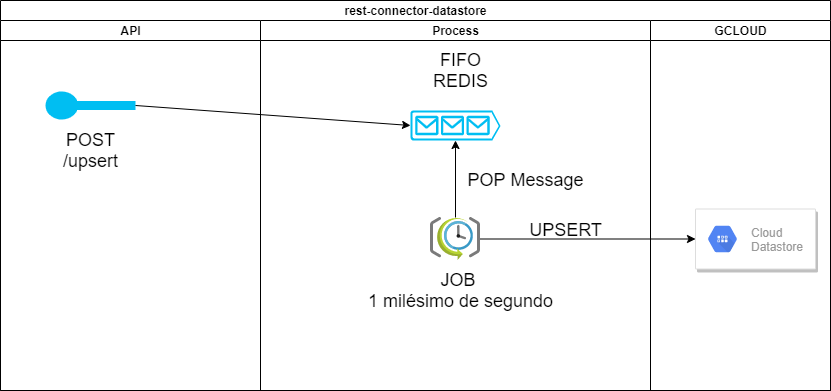 rest-connector-datastore
API
Process
GCLOUD
FIFO
REDIS
POST
/upsert
POP Message
UPSERT
Cloud
Datastore
JOB
1 milésimo de segundo